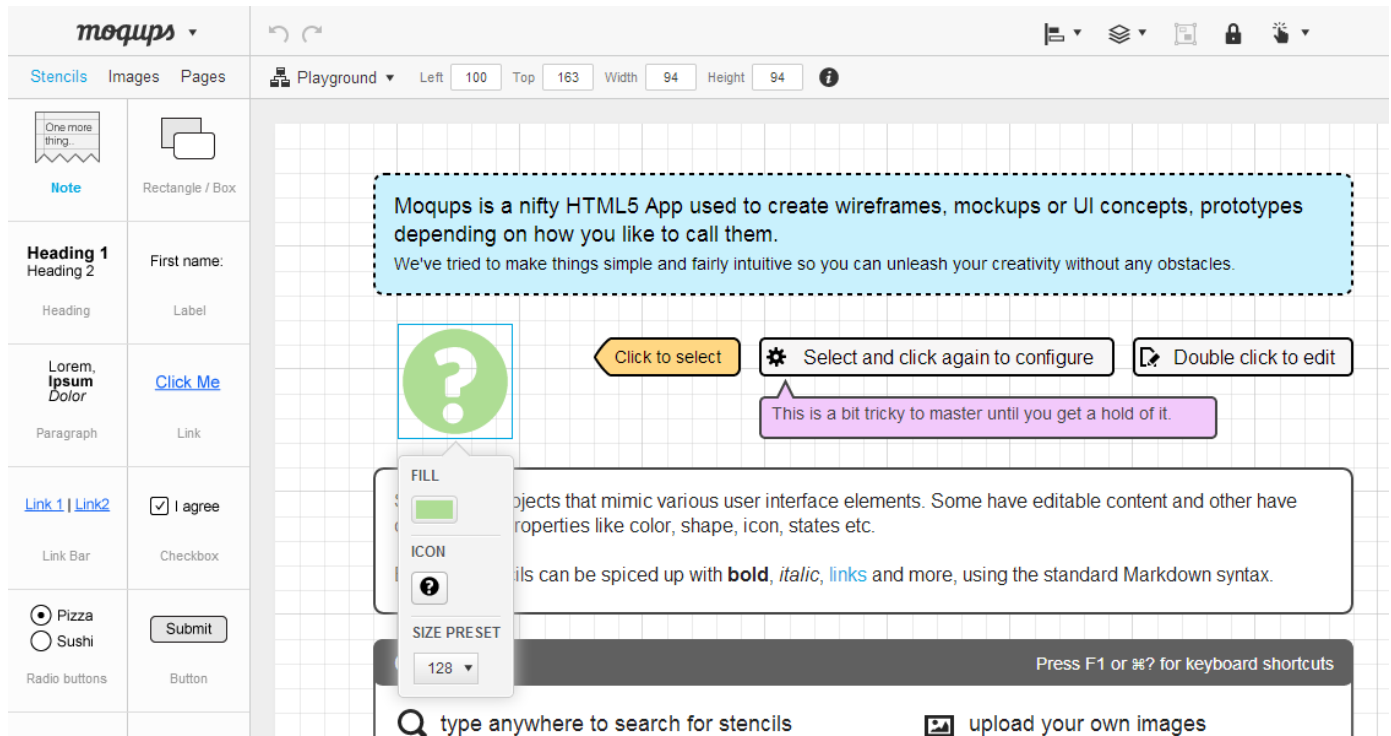 moqups
Stencils Images Pages
Playground Left 100 Top 163 Width 94 Height 94
One more
thing..
Note
Rectangle / Box
Heading 1
Heading 2
Heading
First name:
Label
Lorem,
Ipsum
Dolor
Paragraph
Click Me
Link
Link 1 | Link2
Link Bar
I agree
Checkbox
Pizza
Sushi
Radio buttons
Submit
Button
Moqups is a nifty HTML5 App used to create wireframes, mockups or UI concepts, prototypes
depending on how you like to call them.
We've tried to make things simple and fairly intuitive so you can unleash your creativity without any obstacles.
?
Click to select
Select and click again to configure
Double click to edit
This is a bit tricky to master until you get a hold of it.
FILL
ICON
?
SIZE PRESET
128
that mimic various user interface elements. Some have editable content and other have
like color, shape, icon, states etc.
can be spiced up with bold, italic, links and more, using the standard Markdown syntax.
Press F1 or ⌘? for keyboard shortcuts
type anywhere to search for stencils
upload your own images